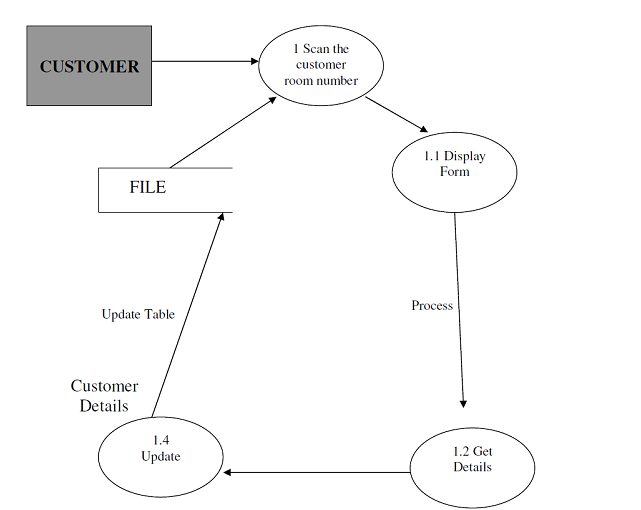 CUSTOMER
1 Scan the
customer
room number
1.1 Display
Form
FILE
Process
Update Table
Customer
Details
1.4
Update
1.2 Get
Details